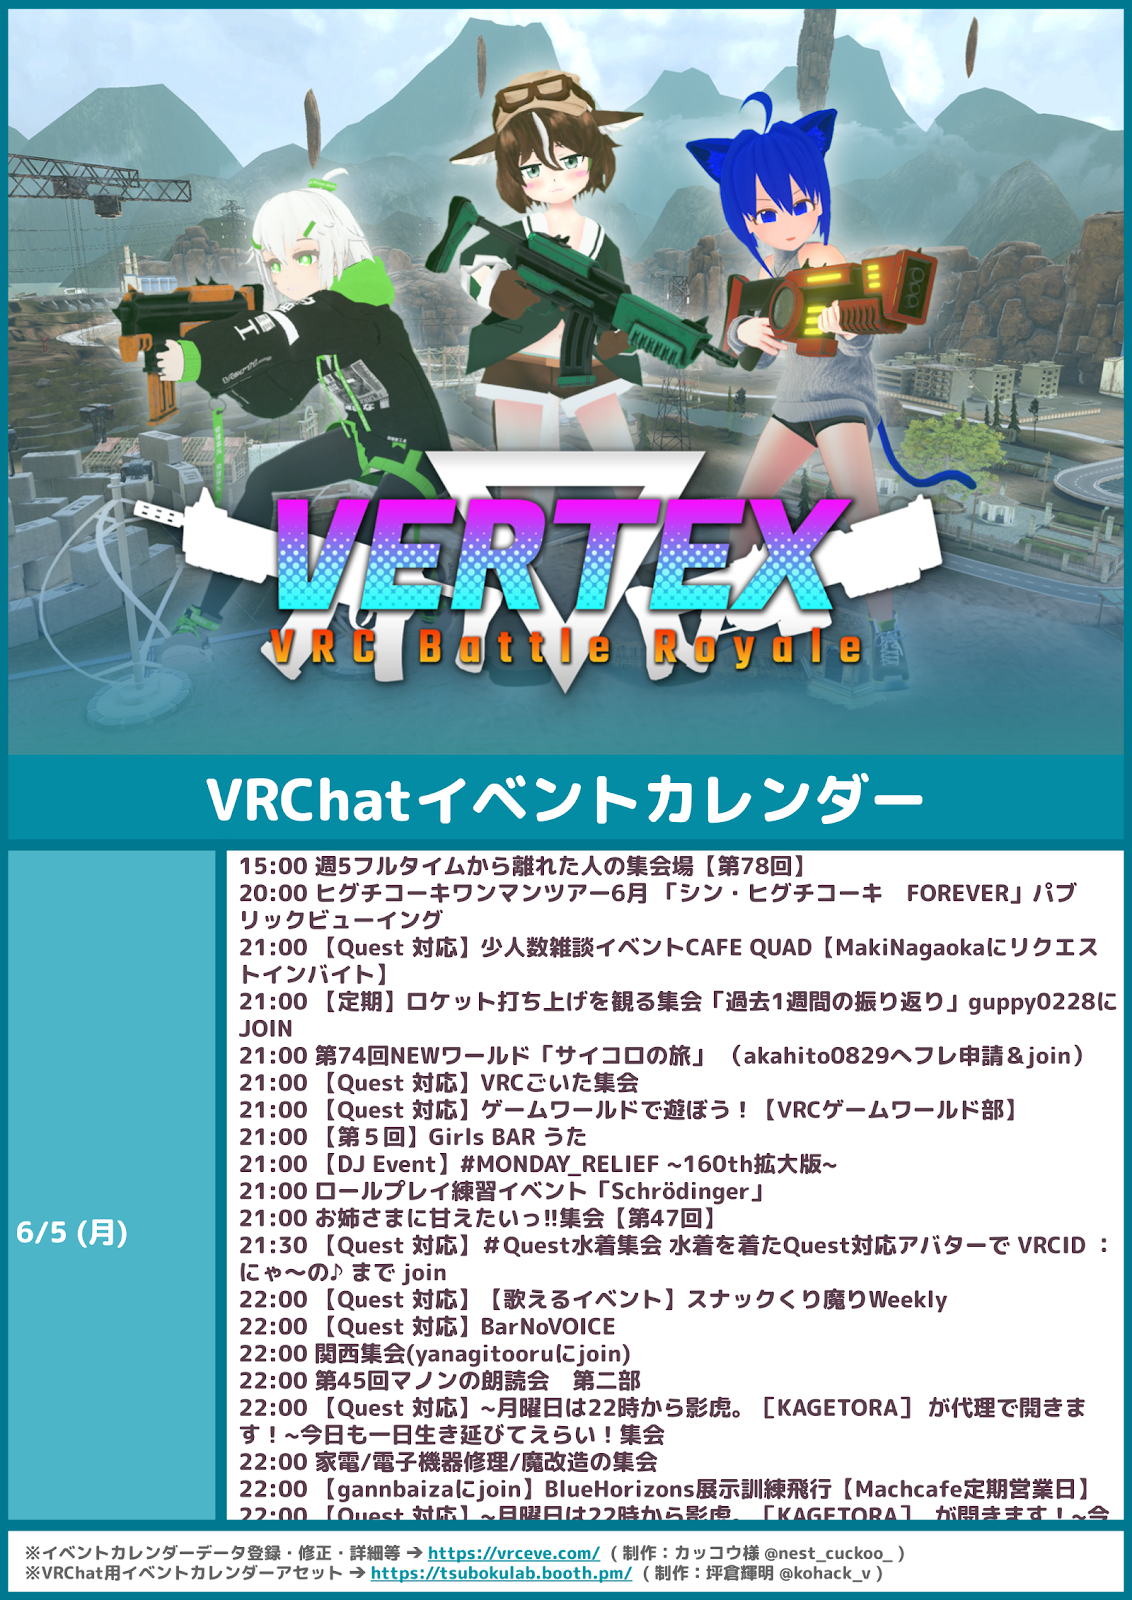 VERTEX
VRC Battle Royale
VRChatイベントカレンダー
6/5 (月)
15:00 週5フルタイムから離れた人の集会場【第78回】
20:00 ヒグチコーキワンマンツアー6月「シン・ヒグチコーキ　FOREVER」パブ
リックビューイング
21:00 【Quest 対応】少人数雑談イベントCAFE QUAD【MakiNagaokaにリクエス
トインバイト】
21:00 【定期】ロケット打ち上げを観る集会「過去1週間の振り返り」guppy0228に
JOIN
21:00 第74回NEWワールド「サイコロの旅」（akahito0829へフレ申請＆join）
21:00 【Quest 対応】VRCごいた集会
21:00 【Quest 対応】ゲームワールドで遊ぼう！【VRCゲームワールド部】
21:00 【第５回】Girls BAR うた
21:00 【DJ Event】#MONDAY_RELIEF ~160th拡大版~
21:00 ロールプレイ練習イベント「Schrödinger」
21:00 お姉さまに甘えたいっ!!集会【第47回】
21:30 【Quest 対応】＃Quest水着集会 水着を着たQuest対応アバターで VRCID ：
にゃ〜の♪ まで join
22:00 【Quest 対応】【歌えるイベント】スナックくり魔りWeekly
22:00 【Quest 対応】BarNoVOICE
22:00 関西集会(yanagitooruにjoin)
22:00 第45回マノンの朗読会　第二部
22:00 【Quest 対応】~月曜日は22時から影虎。［KAGETORA］ が代理で開きま
す！~今日も一日生き延びてえらい！集会
22:00 家電/電子機器修理/魔改造の集会
22:00 【gannbaizaにjoin】BlueHorizons展示訓練飛行【Machcafe定期営業日】
22:00 【Quest 対応】~月曜日は22時から影虎。［KAGETORA］ が開きます！~今
※イベントカレンダーデータ登録・修正・詳細等 ➔ https://vrceve.com/ ( 制作：カッコウ様 @nest_cuckoo_ )
※VRChat用イベントカレンダーアセット ➔ https://tsubokulab.booth.pm/ ( 制作：坪倉輝明 @kohack_v )